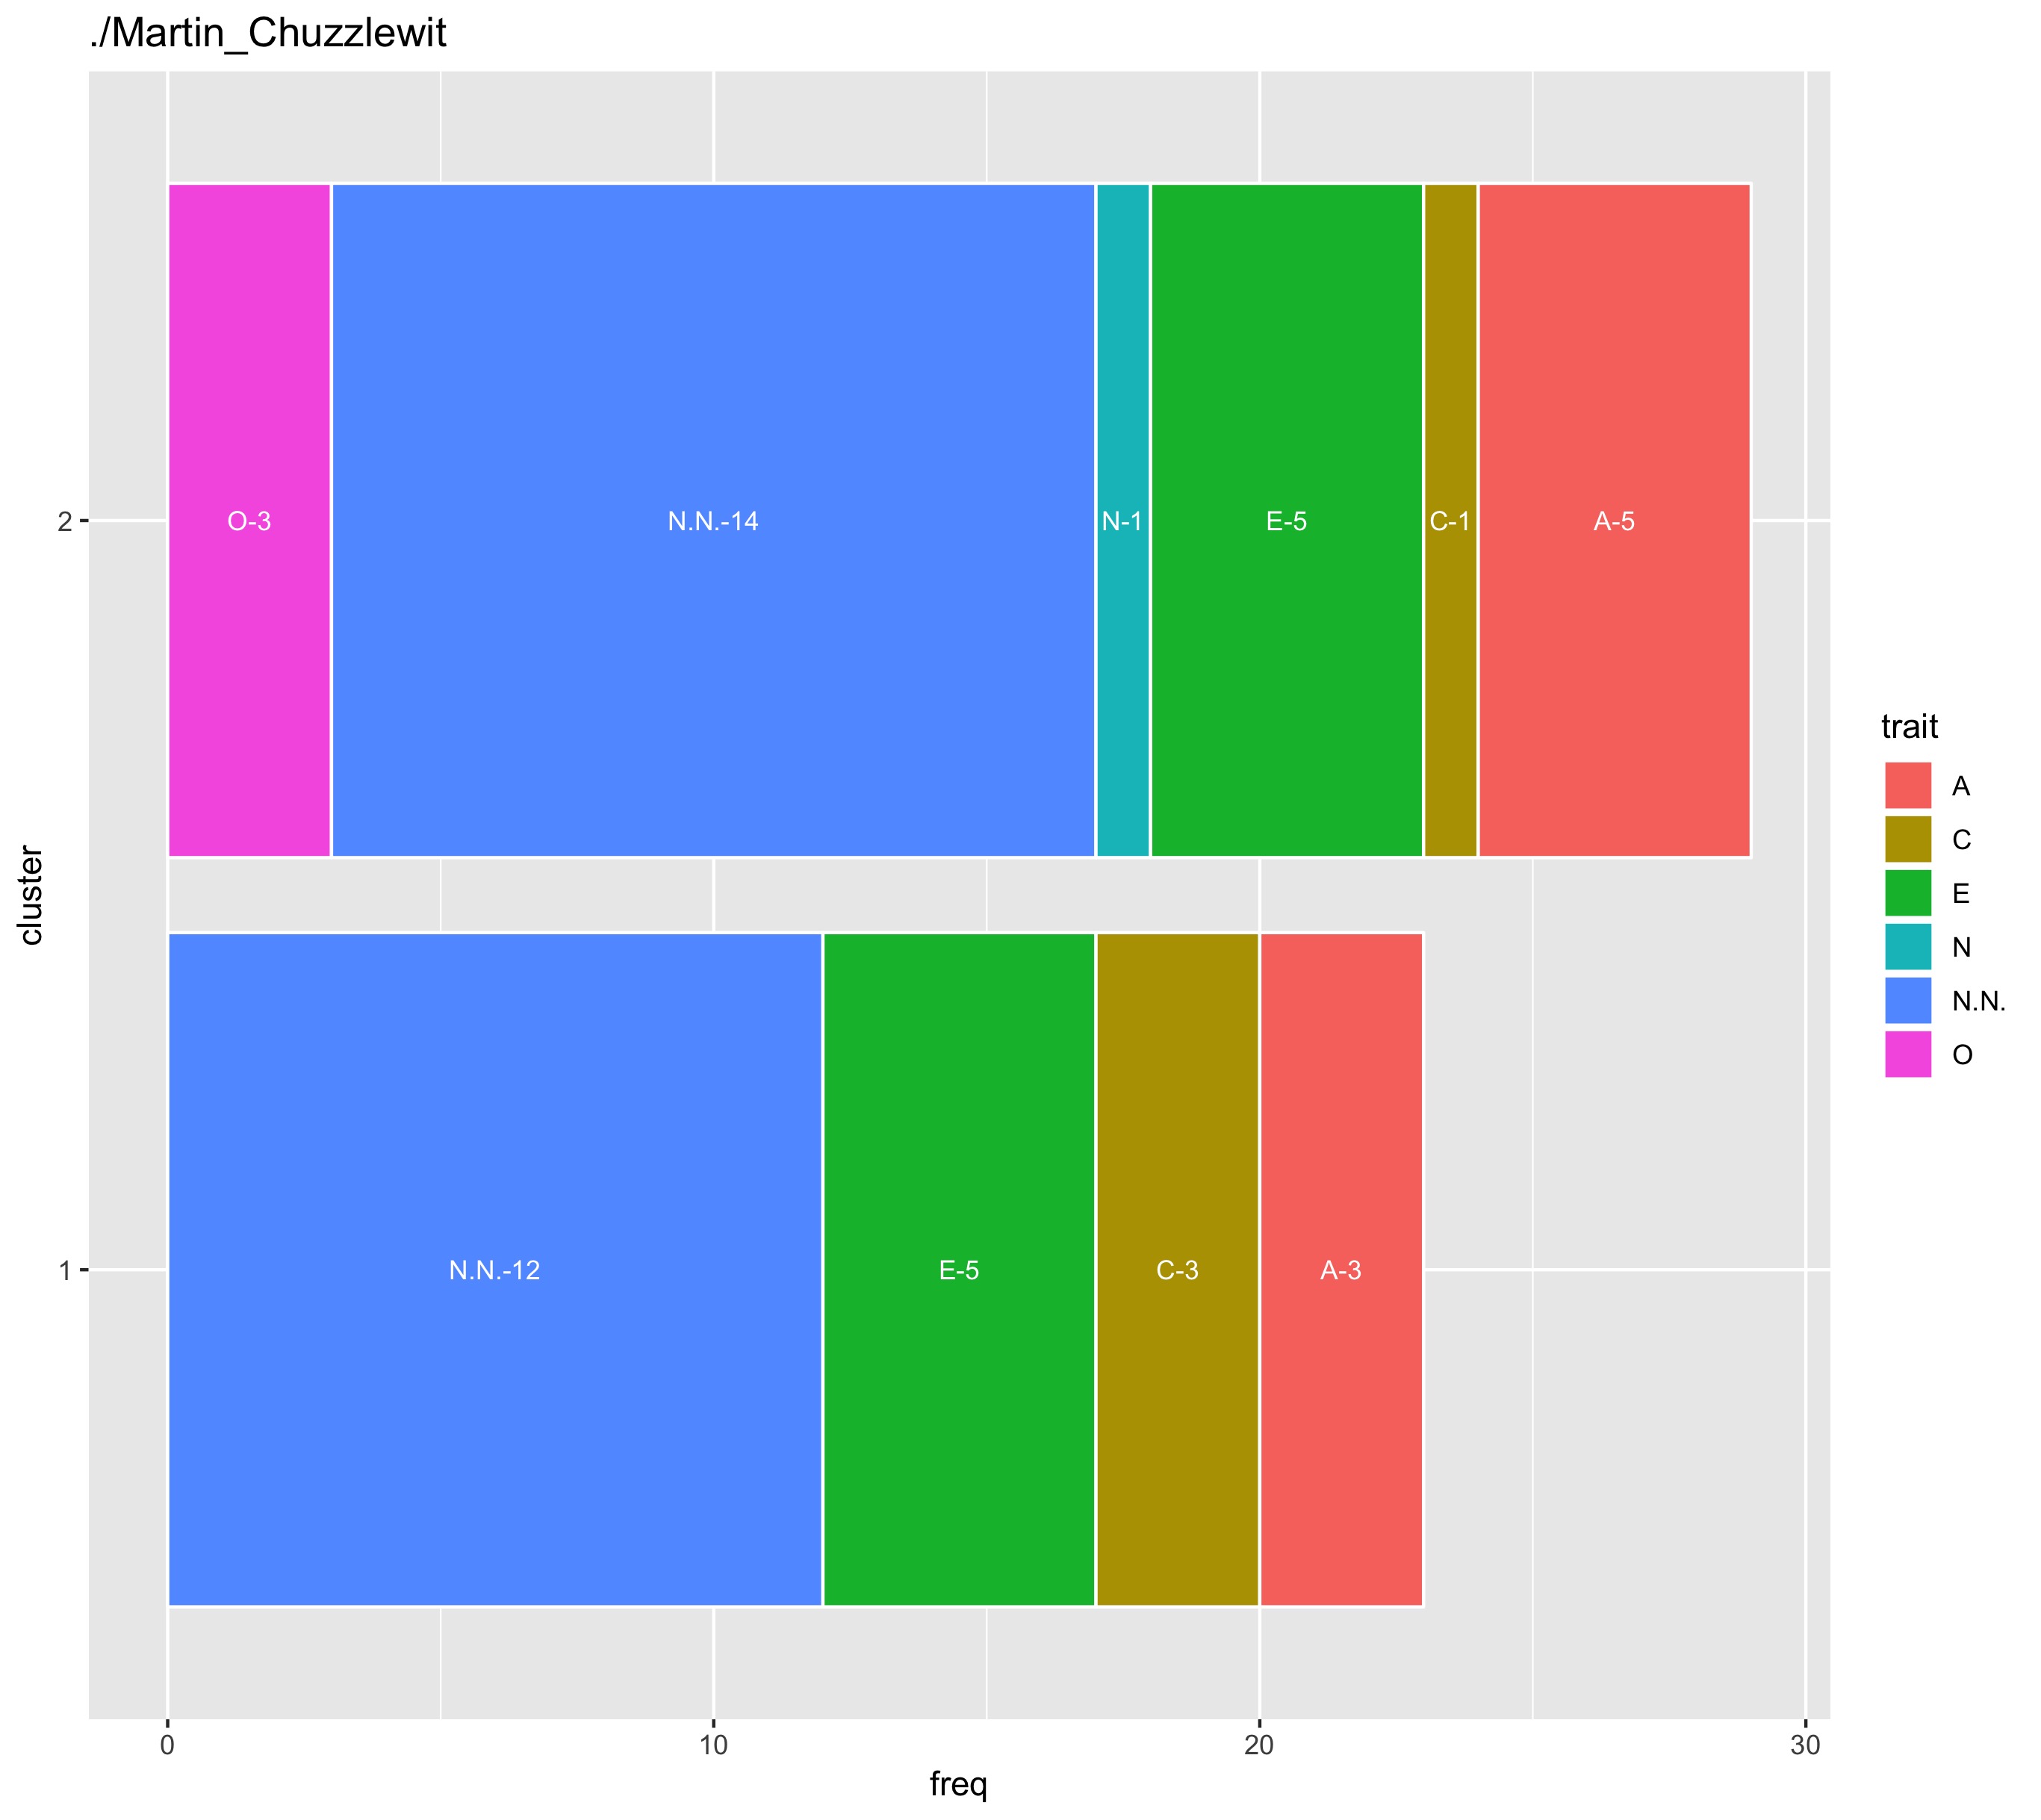 ./Martin_Chuzzlewit
cluster
2
O-3 N.N.-14 N-1 E-5 C-1 A-5
1
N.N.-12 E-5 C-3 A-3
0 10 20 30
freq
trait
A
C
E
N
N.N.
O